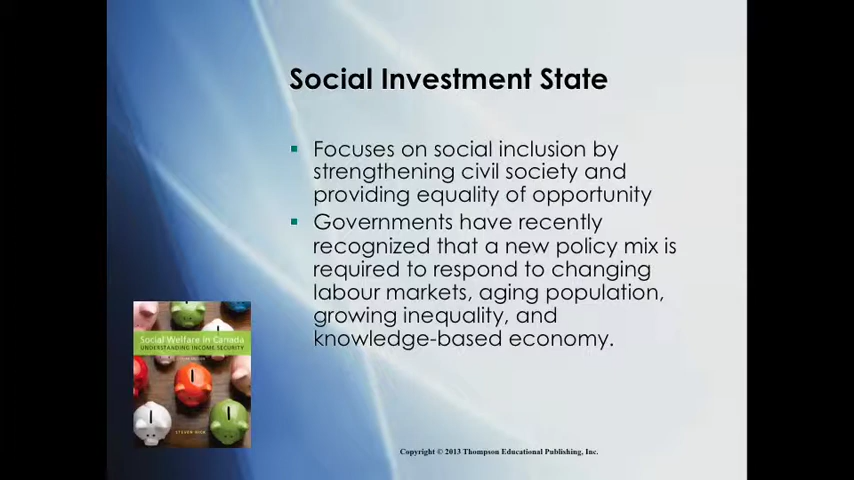 Social Investment State
Focuses on social inclusion by
strengthening civil society and
providing equality of opportunity
Governments have recently
recognized that a new policy mix is
required to respond to changing
labour markets, aging population,
growing inequality, and
knowledge-based economy.
Social Welfare in Canada
UNDERSTANDING INCOME SECURITY
Copyright © 2013 Thompson Educational Publishing, Inc.